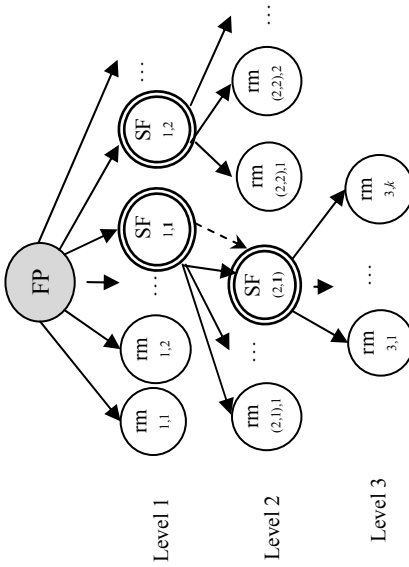 FP
Level 1
rm
1,1
rm
1,2
...
SF
1,1
SF
1,2
...
Level 2
rm
(2,1),1
...
SF
(2,1)
rm
(2,2),1
rm
(2,2),2
...
Level 3
rm
3,1
...
rm
3,k